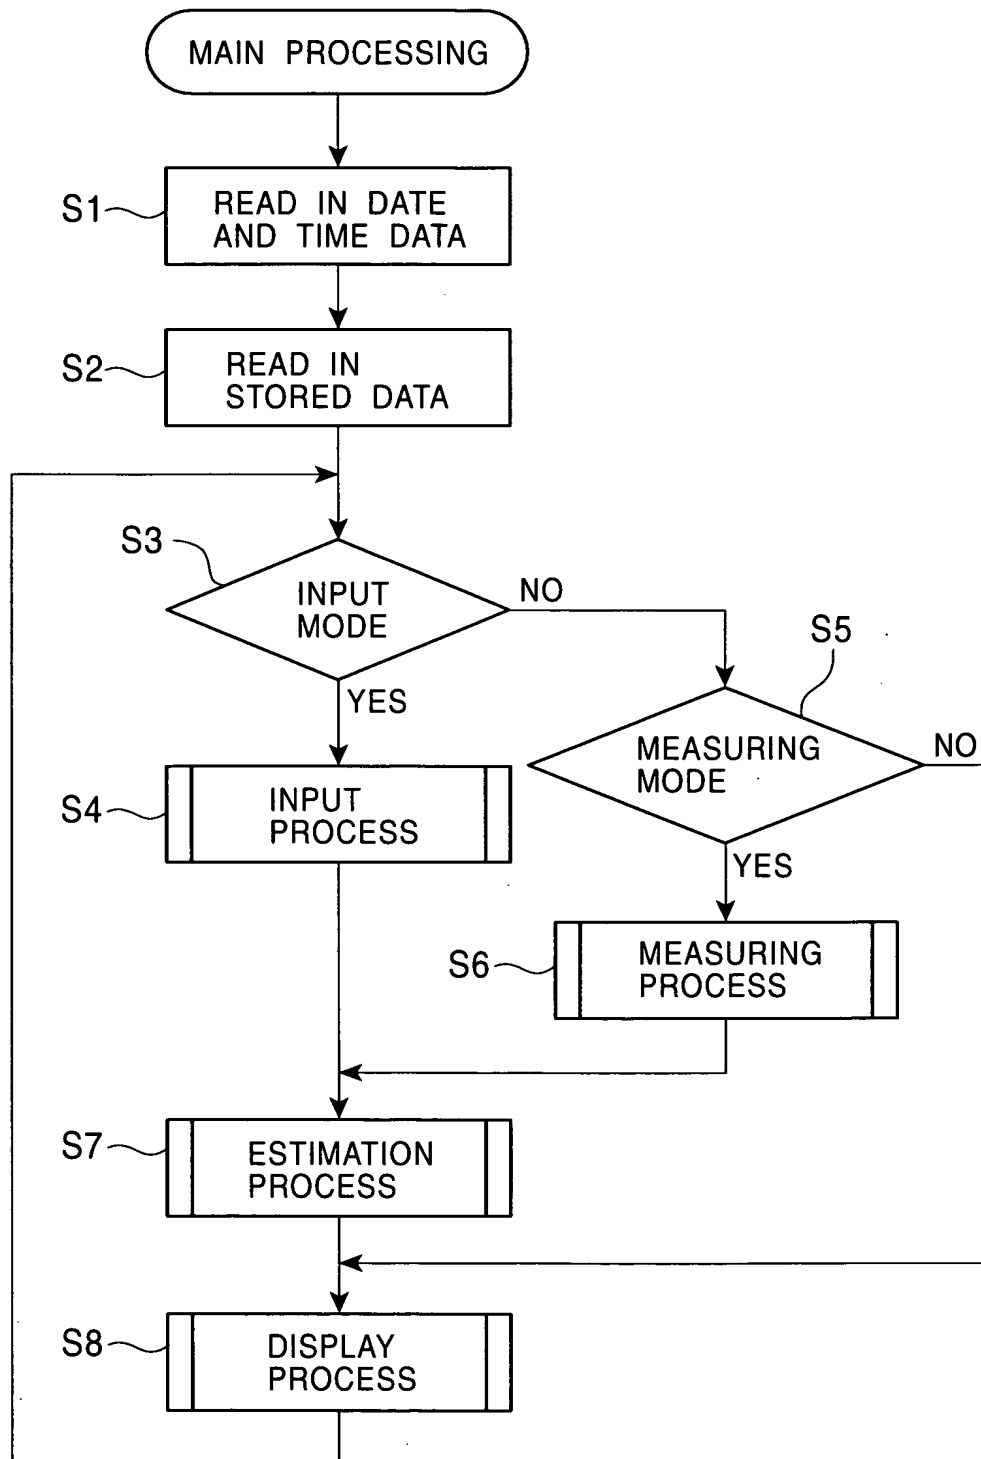 MAIN PROCESSING
S1
READ IN DATE
AND TIME DATA
S2
READ IN
STORED DATA
S3
INPUT
MODE
NO
YES
S5
MEASURING
MODE
NO
YES
S4
INPUT
PROCESS
S6
MEASURING
PROCESS
S7
ESTIMATION
PROCESS
S8
DISPLAY
PROCESS